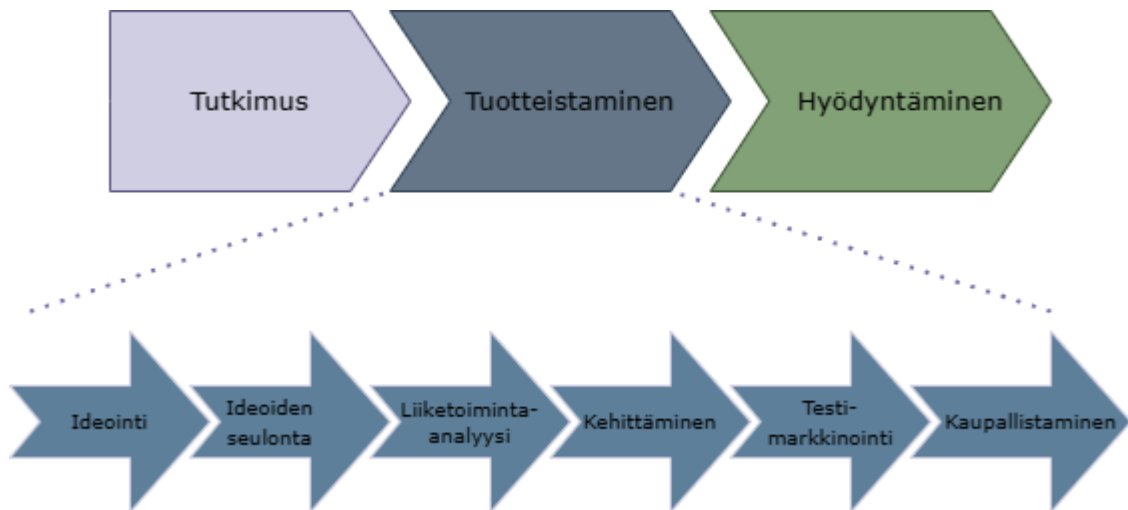 Tutkimus
Tuotteistaminen
Hyödyntäminen
Ideointi
Ideoiden
seulonta
Liiketoiminta-
analyysi
Kehittäminen
Testi-
markkinointi
Kaupallistaminen